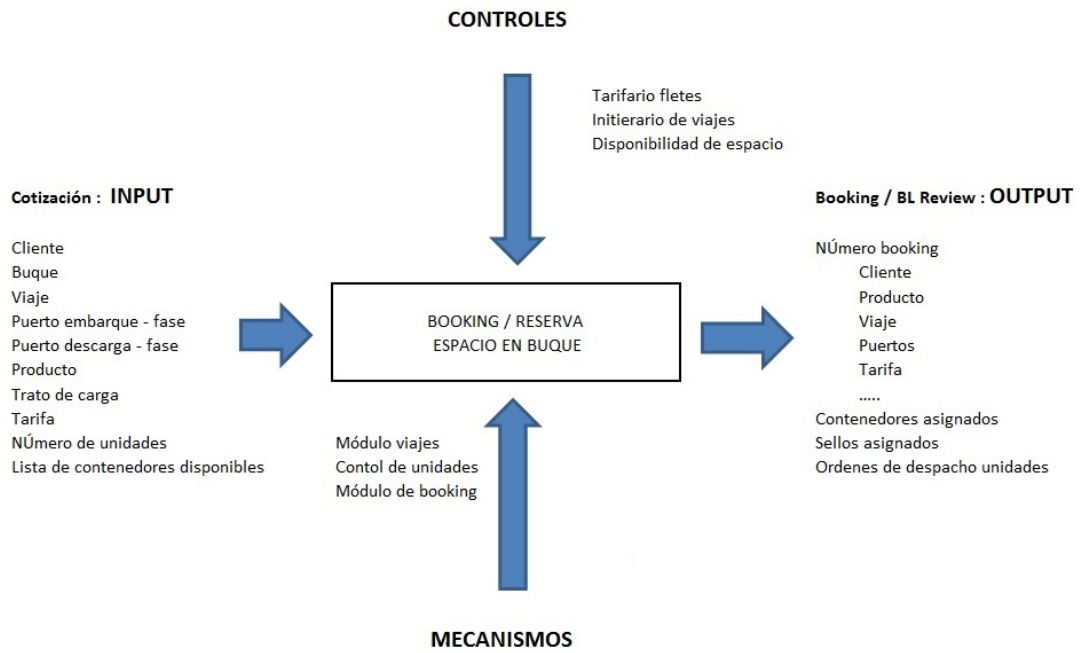 CONTROLES
Tarifario fletes
Initierario de viajes
Disponibilidad de espacio
Cotización : INPUT
Cliente
Buque
Viaje
Puerto embarque - fase
Puerto descarga - fase
Producto
Trato de carga
Tarifa
NÚmero de unidades
Lista de contenedores disponibles
BOOKING / RESERVA
ESPACIO EN BUQUE
Booking / BL Review : OUTPUT
NÚmero booking
Cliente
Producto
Viaje
Puertos
Tarifa
.....
Contenedores asignados
Sellos asignados
Ordenes de despacho unidades
Módulo viajes
Contol de unidades
Módulo de booking
MECANISMOS